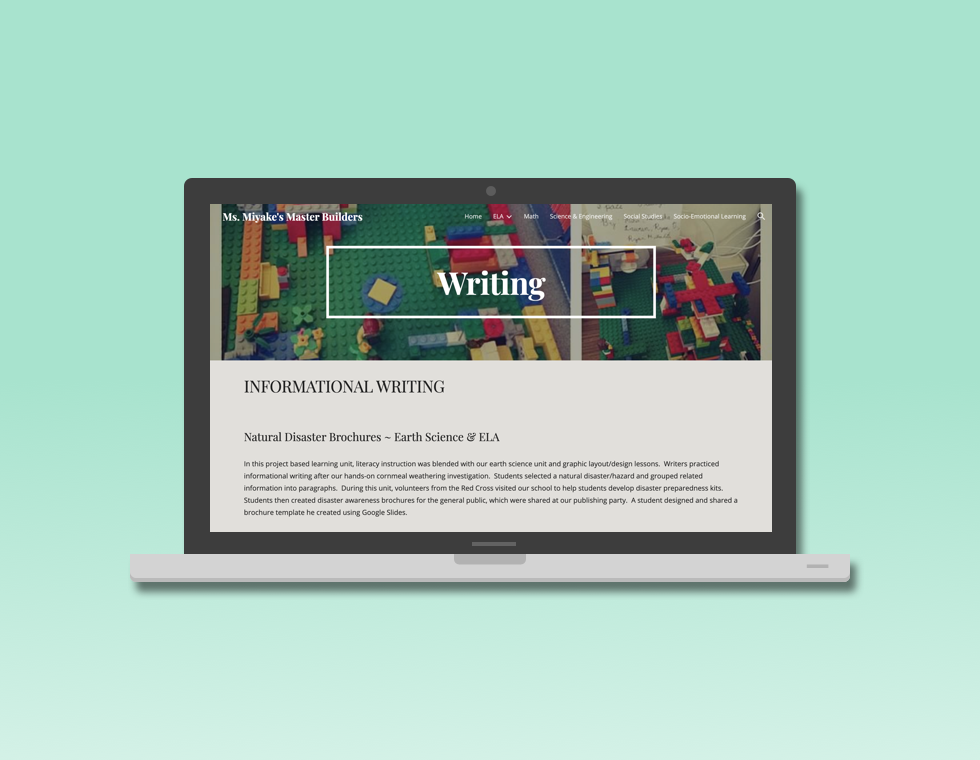 Ms. Miyake's Master Builders
Home ELA Math Science & Engineering Social Studies Socio-Emotional Learning
Writing
INFORMATIONAL WRITING
Natural Disaster Brochures ~ Earth Science & ELA
In this project based learning unit, literacy instruction was blended with our earth science unit and graphic layout/design lessons.  Writers practiced
informational writing after our hands-on cornmeal weathering investigation.  Students selected a natural disaster/hazard and grouped related
information into paragraphs.  During this unit, volunteers from the Red Cross visited our school to help students develop disaster preparedness kits.
Students then created disaster awareness brochures for the general public, which were shared at our publishing party.  A student designed and shared a
brochure template he created using Google Slides.